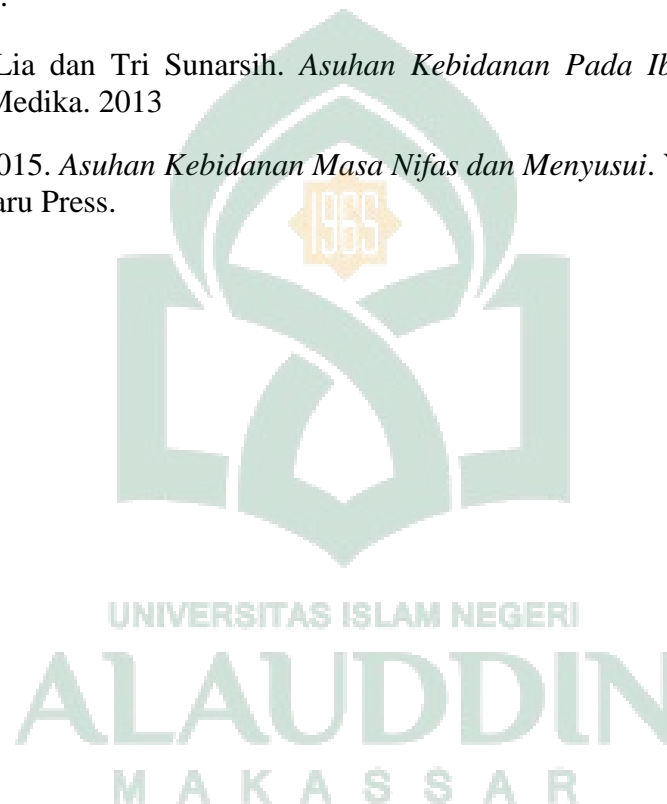 .
Lia dan Tri Sunarsih. Asuhan Kebidanan Pada Ib
Medika. 2013
015. Asuhan Kebidanan Masa Nifas dan Menyusui. Y
aru Press.
1965
UNIVERSITAS ISLAM NEGERI
ALAUDDIN
MAKASSAR